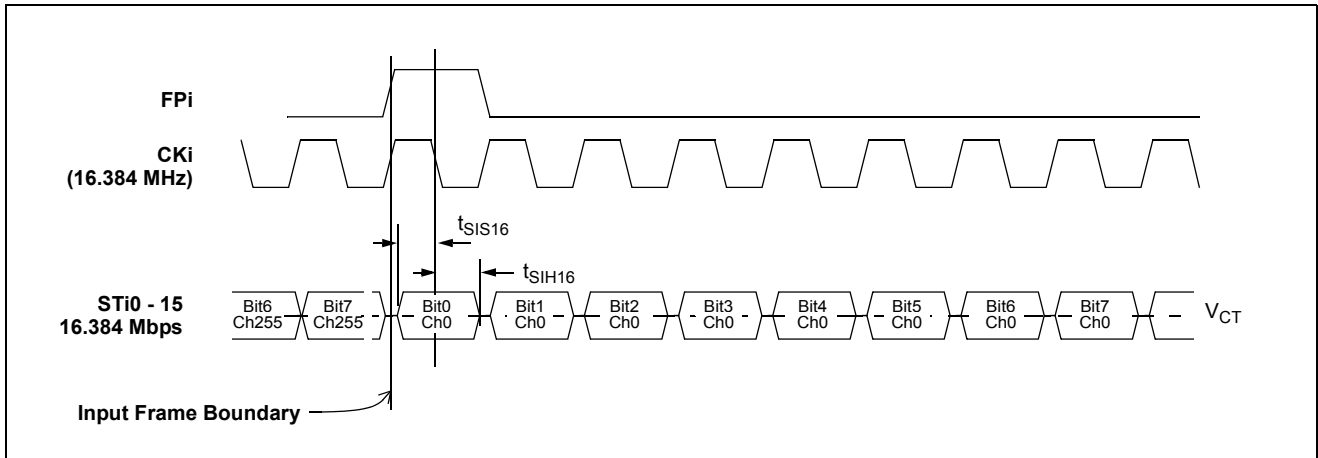 FPi
CKi
(16.384 MHz)
tSIS16
tSIH16
STi0 - 15
16.384 Mbps
Bit6
Ch255
Bit7
Ch255
Bit0
Ch0
Bit1
Ch0
Bit2
Ch0
Bit3
Ch0
Bit4
Ch0
Bit5
Ch0
Bit6
Ch0
Bit7
Ch0
VCT
Input Frame Boundary